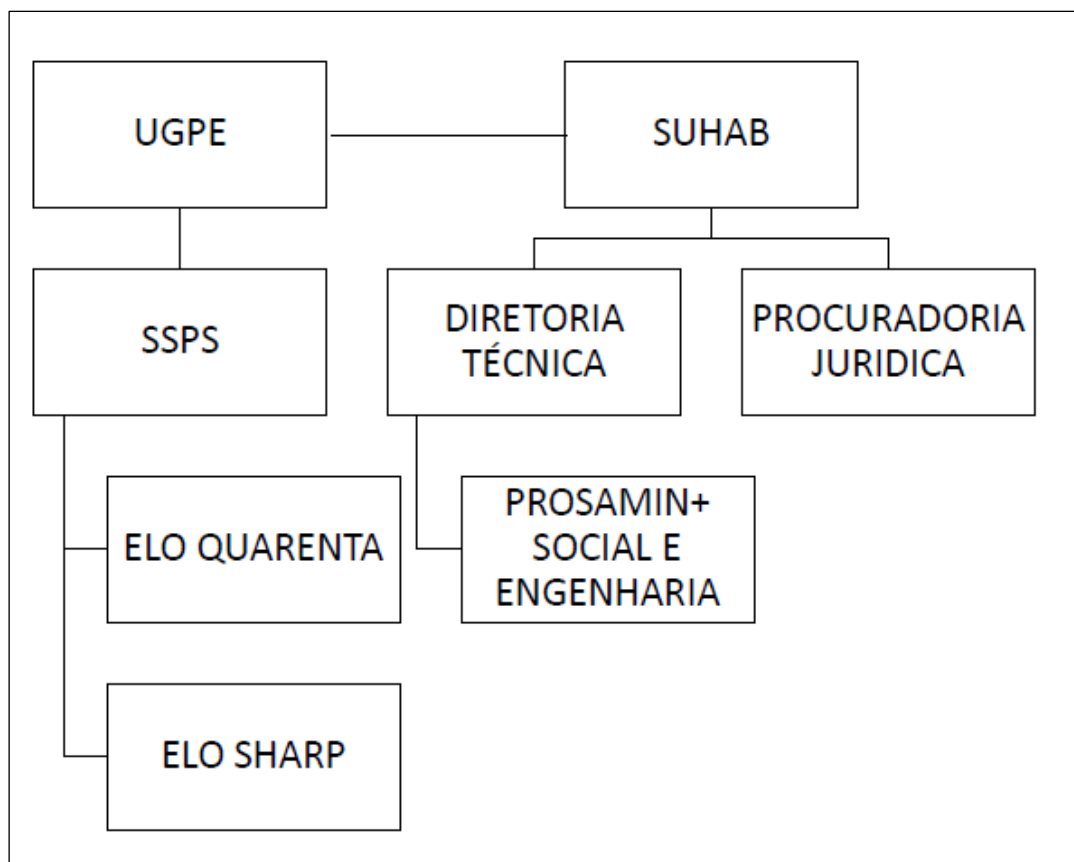 UGPE
SUHAB
SSPS
DIRETORIA
TÉCNICA
PROCURADORIA
JURIDICA
ELO QUARENTA
PROSAMIN+
SOCIAL E
ENGENHARIA
ELO SHARP